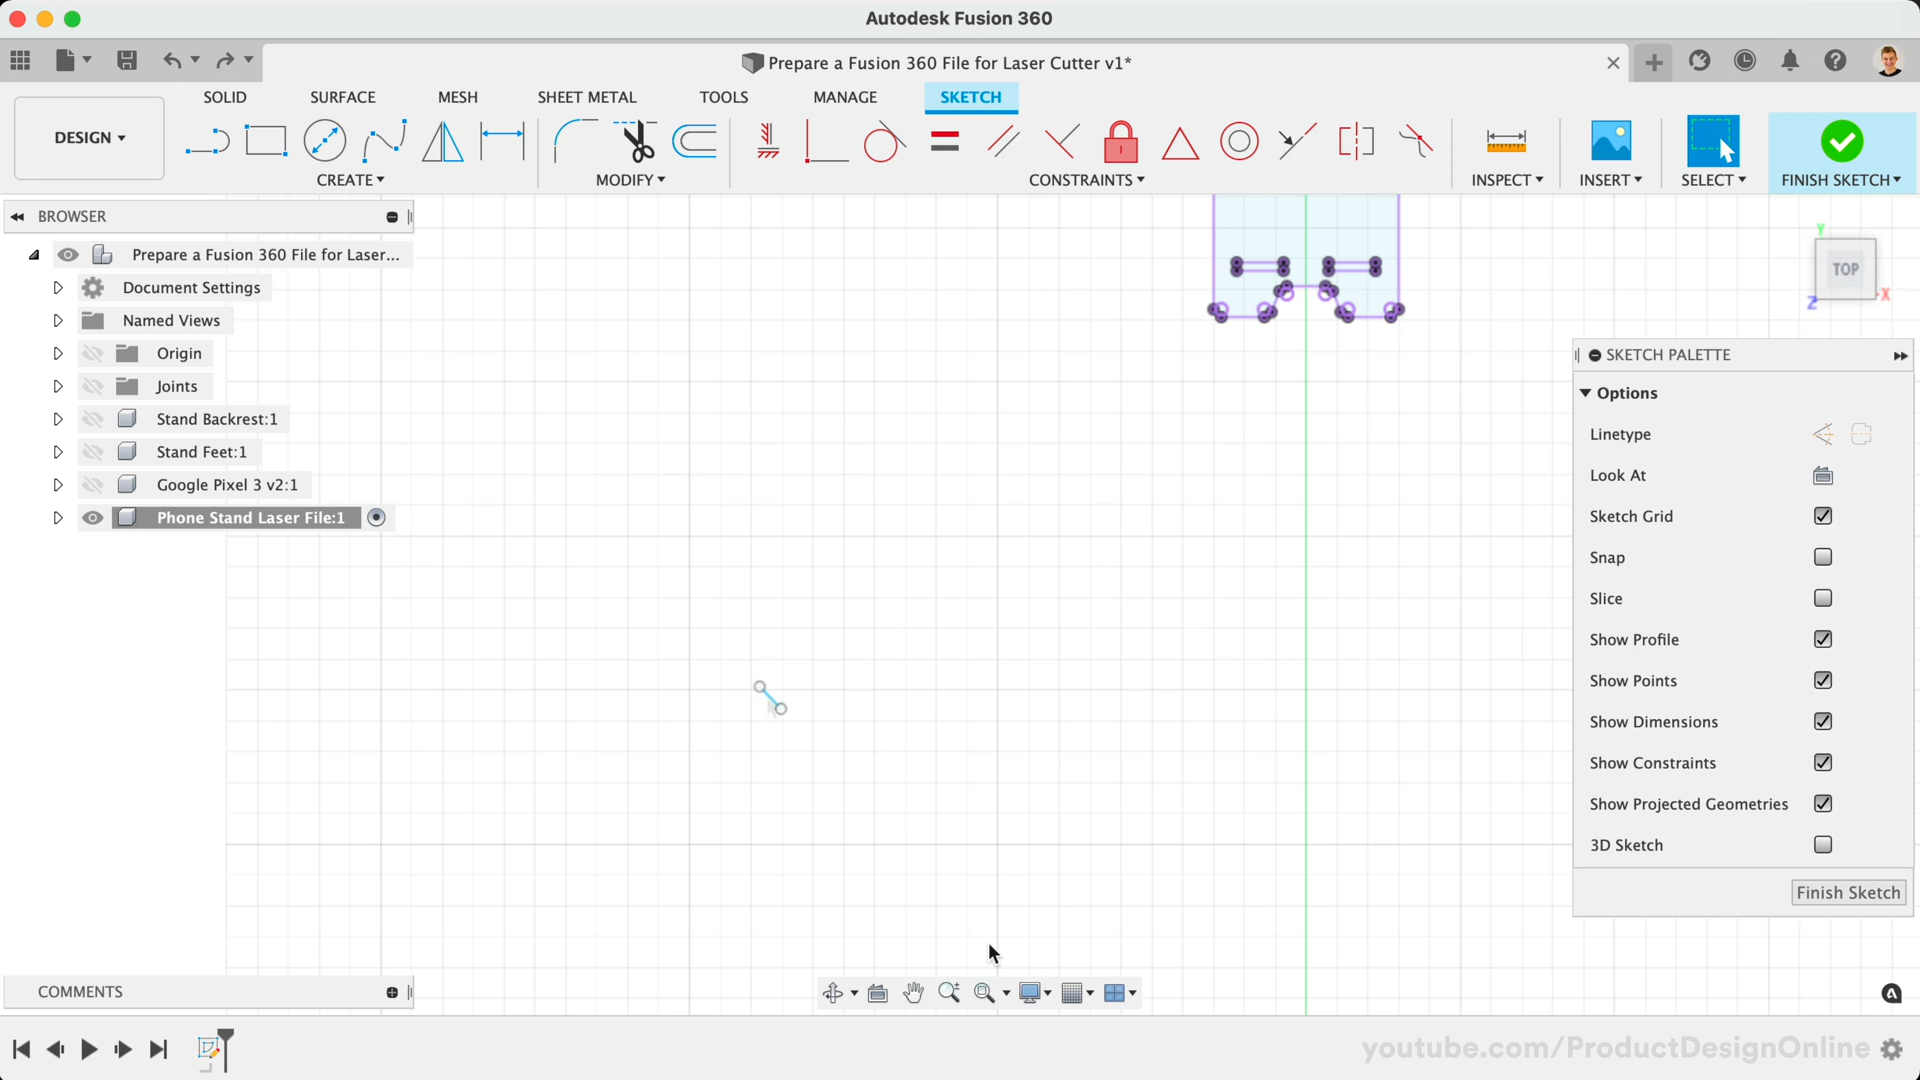 Autodesk Fusion 360
Prepare a Fusion 360 File for Laser Cutter v1*
SOLID
SURFACE
MESH
SHEET METAL
TOOLS
MANAGE
SKETCH
DESIGN
CREATE
MODIFY
CONSTRAINTS
INSPECT
INSERT
SELECT
FINISH SKETCH
BROWSER
Prepare a Fusion 360 File for Laser...
Document Settings
Named Views
Origin
Joints
Stand Backrest:1
Stand Feet:1
Google Pixel 3 v2:1
Phone Stand Laser File:1
Y
TOP
X
Z
SKETCH PALETTE
Options
Linetype
Look At
Sketch Grid
Snap
Slice
Show Profile
Show Points
Show Dimensions
Show Constraints
Show Projected Geometries
3D Sketch
Finish Sketch
COMMENTS
youtube.com/ProductDesignOnline